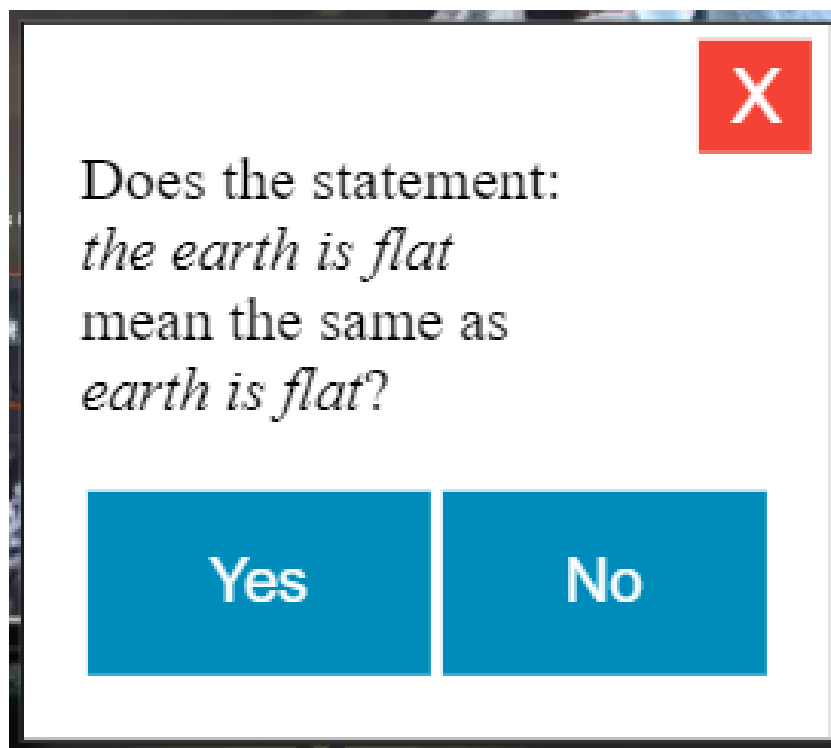 X
Does the statement:
the earth is flat
mean the same as
earth is flat?
Yes
No